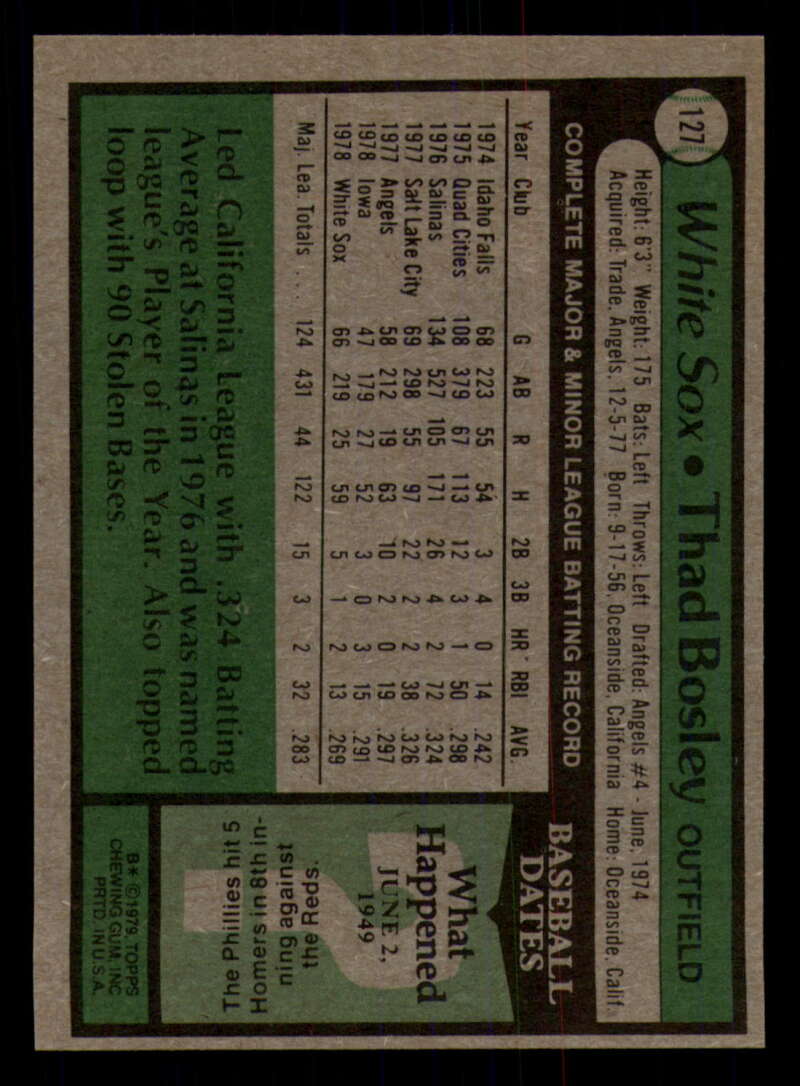 127
White Sox • Thad Bosley OUTFIELD
Height: 6'3" Weight: 175 Bats: Left Throws: Left Drafted: Angels #4 - June, 1974
Acquired: Trade, Angels, 12-5-77 Born: 9-17-56, Oceanside, California Home: Oceanside, Calif.
COMPLETE MAJOR & MINOR LEAGUE BATTING RECORD
Year Club G AB R H 2B 3B HR RBI AVG.
1974 Idaho Falls 68 223 55 54 3 4 0 14 .242
1975 Quad Cities 108 379 67 113 12 3 1 50 .298
1976 Salinas 134 527 105 171 26 4 2 72 .324
1977 Salt Lake City 69 298 55 97 22 2 2 38 .326
1977 Angels 58 212 19 63 10 2 0 19 .297
1978 Iowa 47 179 27 52 3 0 3 15 .291
1978 White Sox 66 219 25 59 5 1 2 13 .269
Maj. Lea. Totals . . . 124 431 44 122 15 3 2 32 .283
Led California League with .324 Batting
Average at Salinas in 1976 and was named
league's Player of the Year. Also topped
loop with 90 Stolen Bases.
BASEBALL
DATES
What
Happened
JUNE 2,
1949
The Phillies hit 5
Homers in 8th in-
ning against
the Reds.
B* ©1979 TOPPS
CHEWING GUM, INC.
PRTD. IN U.S.A.